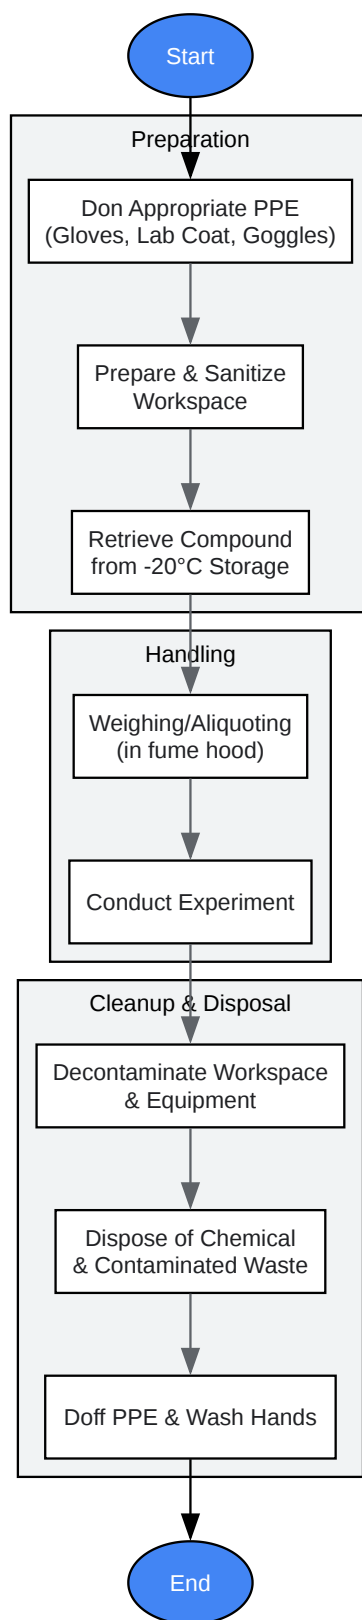 Start
Preparation
Don Appropriate PPE
(Gloves, Lab Coat, Goggles)
Prepare & Sanitize
Workspace
Retrieve Compound
from -20°C Storage
Handling
Weighing/Aliquoting
(in fume hood)
Conduct Experiment
Cleanup & Disposal
Decontaminate Workspace
& Equipment
Dispose of Chemical
& Contaminated Waste
Doff PPE & Wash Hands
End